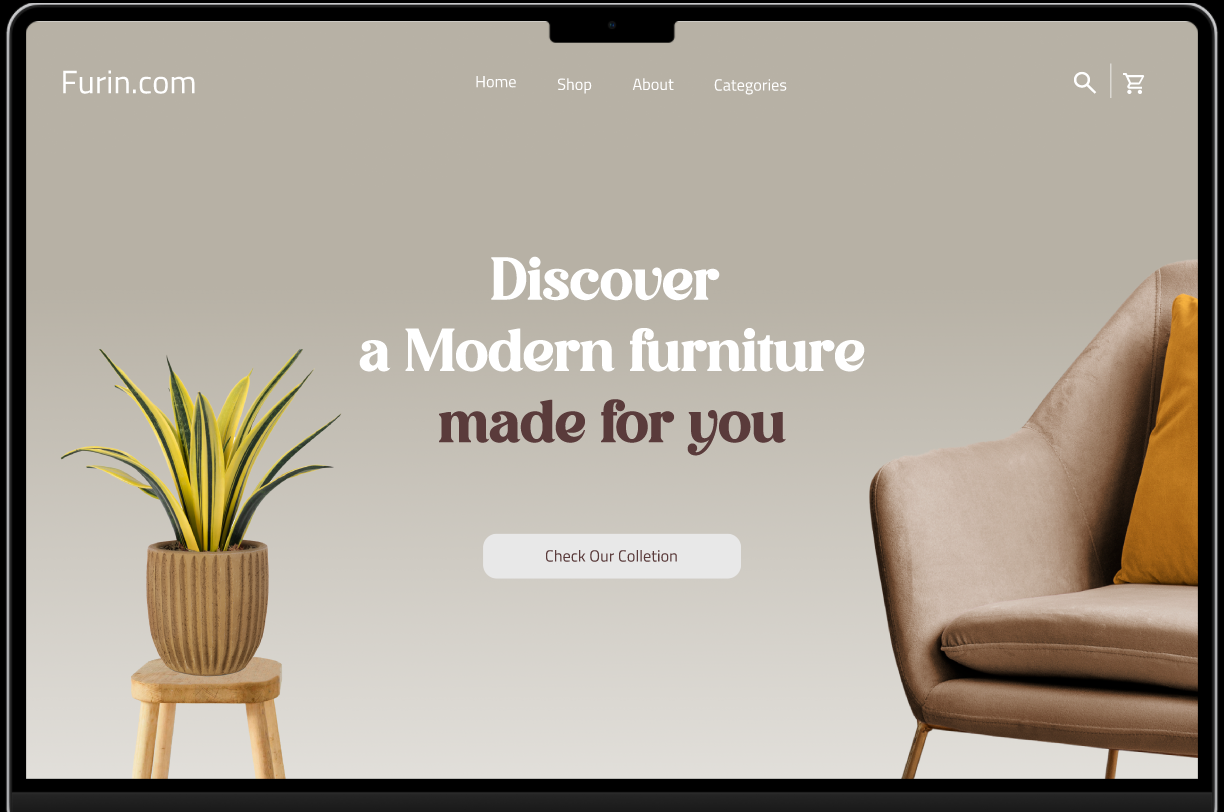 Furin.com
Home Shop About Categories
Discover
a Modern furniture
made for you
Check Our Colletion